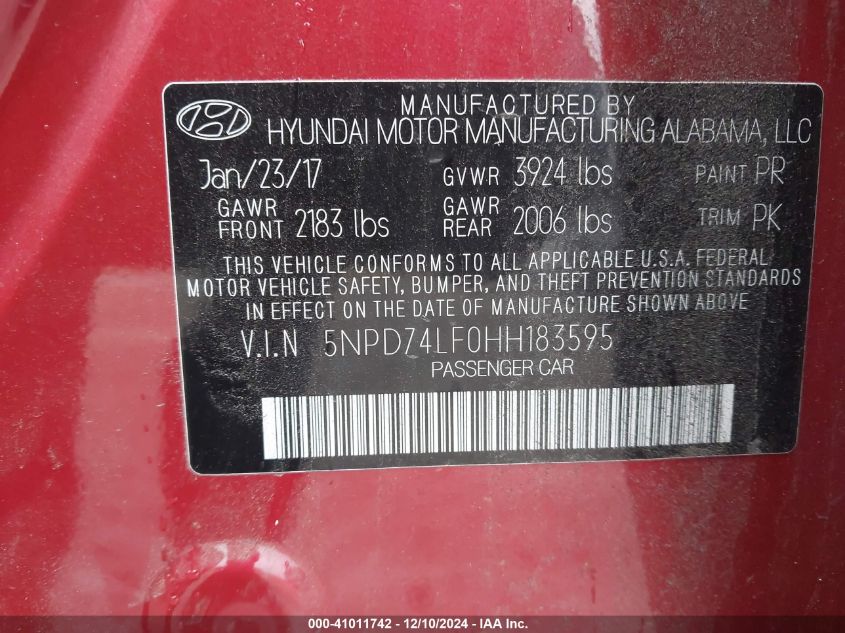 MANUFACTURED BY
HYUNDAI MOTOR MANUFACTURING ALABAMA, LLC
Jan/23/17 GVWR 3924 lbs PAINT PR
GAWR FRONT 2183 lbs GAWR REAR 2006 lbs TRIM PK
THIS VEHICLE CONFORMS TO ALL APPLICABLE U.S.A. FEDERAL
MOTOR VEHICLE SAFETY, BUMPER, AND THEFT PREVENTION STANDARDS
IN EFFECT ON THE DATE OF MANUFACTURE SHOWN ABOVE
V.I.N 5NPD74LF0HH183595
PASSENGER CAR
000-41011742 - 12/10/2024 - IAA Inc.